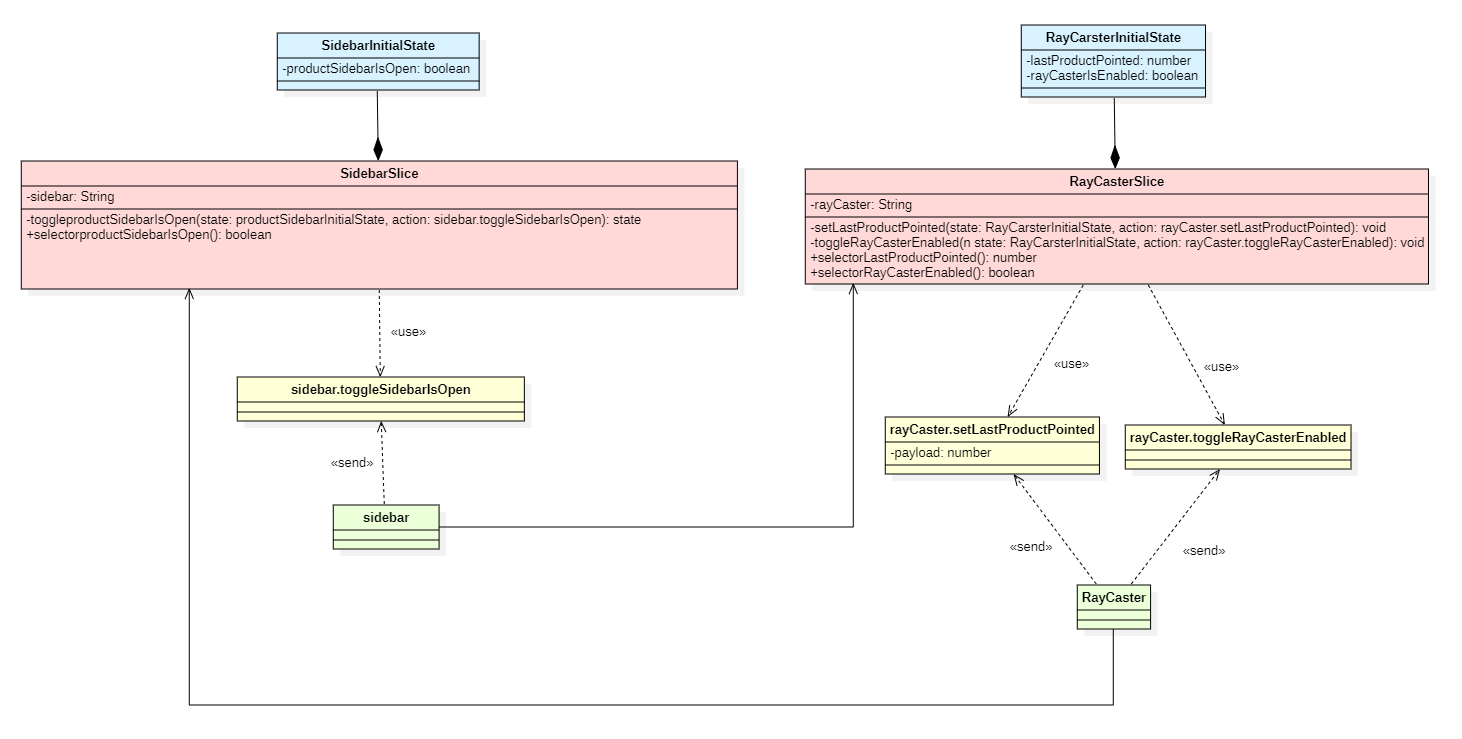 SidebarInitialState
-productSidebarIsOpen: boolean
RayCarsterInitialState
-lastProductPointed: number
-rayCasterIsEnabled: boolean
SidebarSlice
-sidebar: String
-toggleproductSidebarIsOpen(state: productSidebarInitialState, action: sidebar.toggleSidebarIsOpen): state
+selectorproductSidebarIsOpen(): boolean
RayCasterSlice
-rayCaster: String
-setLastProductPointed(state: RayCarsterInitialState, action: rayCaster.setLastProductPointed): void
-toggleRayCasterEnabled(n state: RayCarsterInitialState, action: rayCaster.toggleRayCasterEnabled): void
+selectorLastProductPointed(): number
+selectorRayCasterEnabled(): boolean
«use»
sidebar.toggleSidebarIsOpen
«send»
sidebar
«use»
«use»
rayCaster.setLastProductPointed
-payload: number
rayCaster.toggleRayCasterEnabled
«send»
«send»
RayCaster